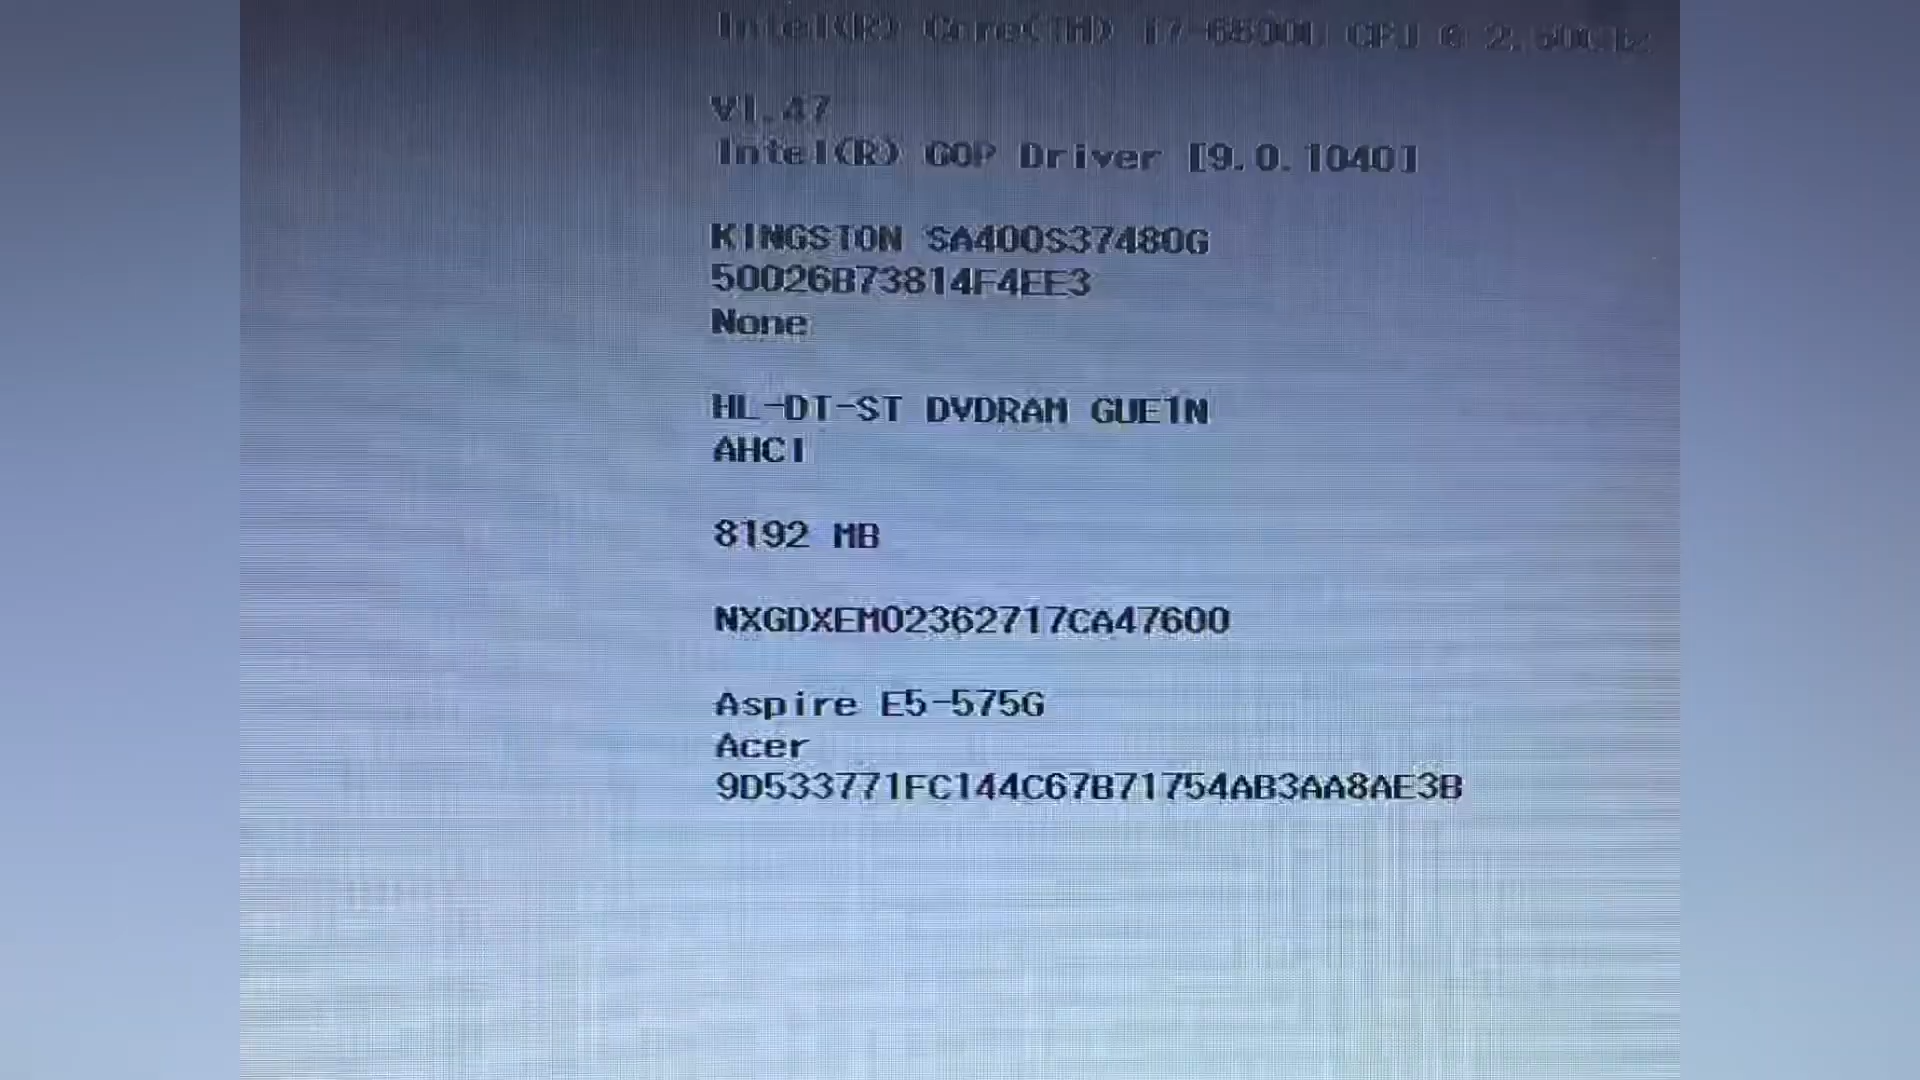 Intel(R) Core(TM) i7-6500U CPU @ 2.50GHz
V1.47
Intel(R) GOP Driver [9.0.1040]
KINGSTON SA400S37480G
50026B73814F4EE3
None
HL-DT-ST DVDRAM GUE1N
AHCI
8192 MB
NXGDXEM02362717CA47600
Aspire E5-575G
Acer
9D533771FC144C67B71754AB3AA8AE3B